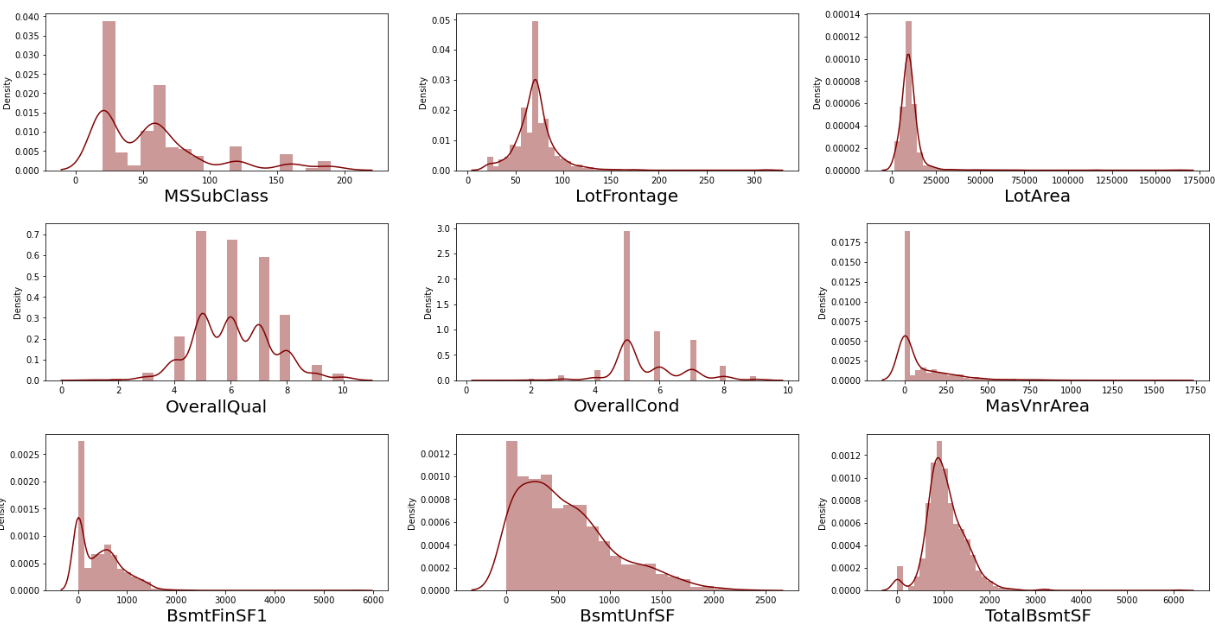 Density
0.040
0.035
0.030
0.025
0.020
0.015
0.010
0.005
0.000
0 50 100 150 200
MSSubClass
Density
0.05
0.04
0.03
0.02
0.01
0.00
0 50 100 150 200 250 300
LotFrontage
Density
0.00014
0.00012
0.00010
0.00008
0.00006
0.00004
0.00002
0.00000
0 25000 50000 75000 100000 125000 150000 175000
LotArea
Density
0.7
0.6
0.5
0.4
0.3
0.2
0.1
0.0
0 2 4 6 8 10
OverallQual
Density
3.0
2.5
2.0
1.5
1.0
0.5
0.0
0 2 4 6 8 10
OverallCond
Density
0.0175
0.0150
0.0125
0.0100
0.0075
0.0050
0.0025
0.0000
0 250 500 750 1000 1250 1500 1750
MasVnrArea
Density
0.0025
0.0020
0.0015
0.0010
0.0005
0.0000
0 1000 2000 3000 4000 5000 6000
BsmtFinSF1
Density
0.0012
0.0010
0.0008
0.0006
0.0004
0.0002
0.0000
0 500 1000 1500 2000 2500
BsmtUnfSF
Density
0.0012
0.0010
0.0008
0.0006
0.0004
0.0002
0.0000
0 1000 2000 3000 4000 5000 6000
TotalBsmtSF